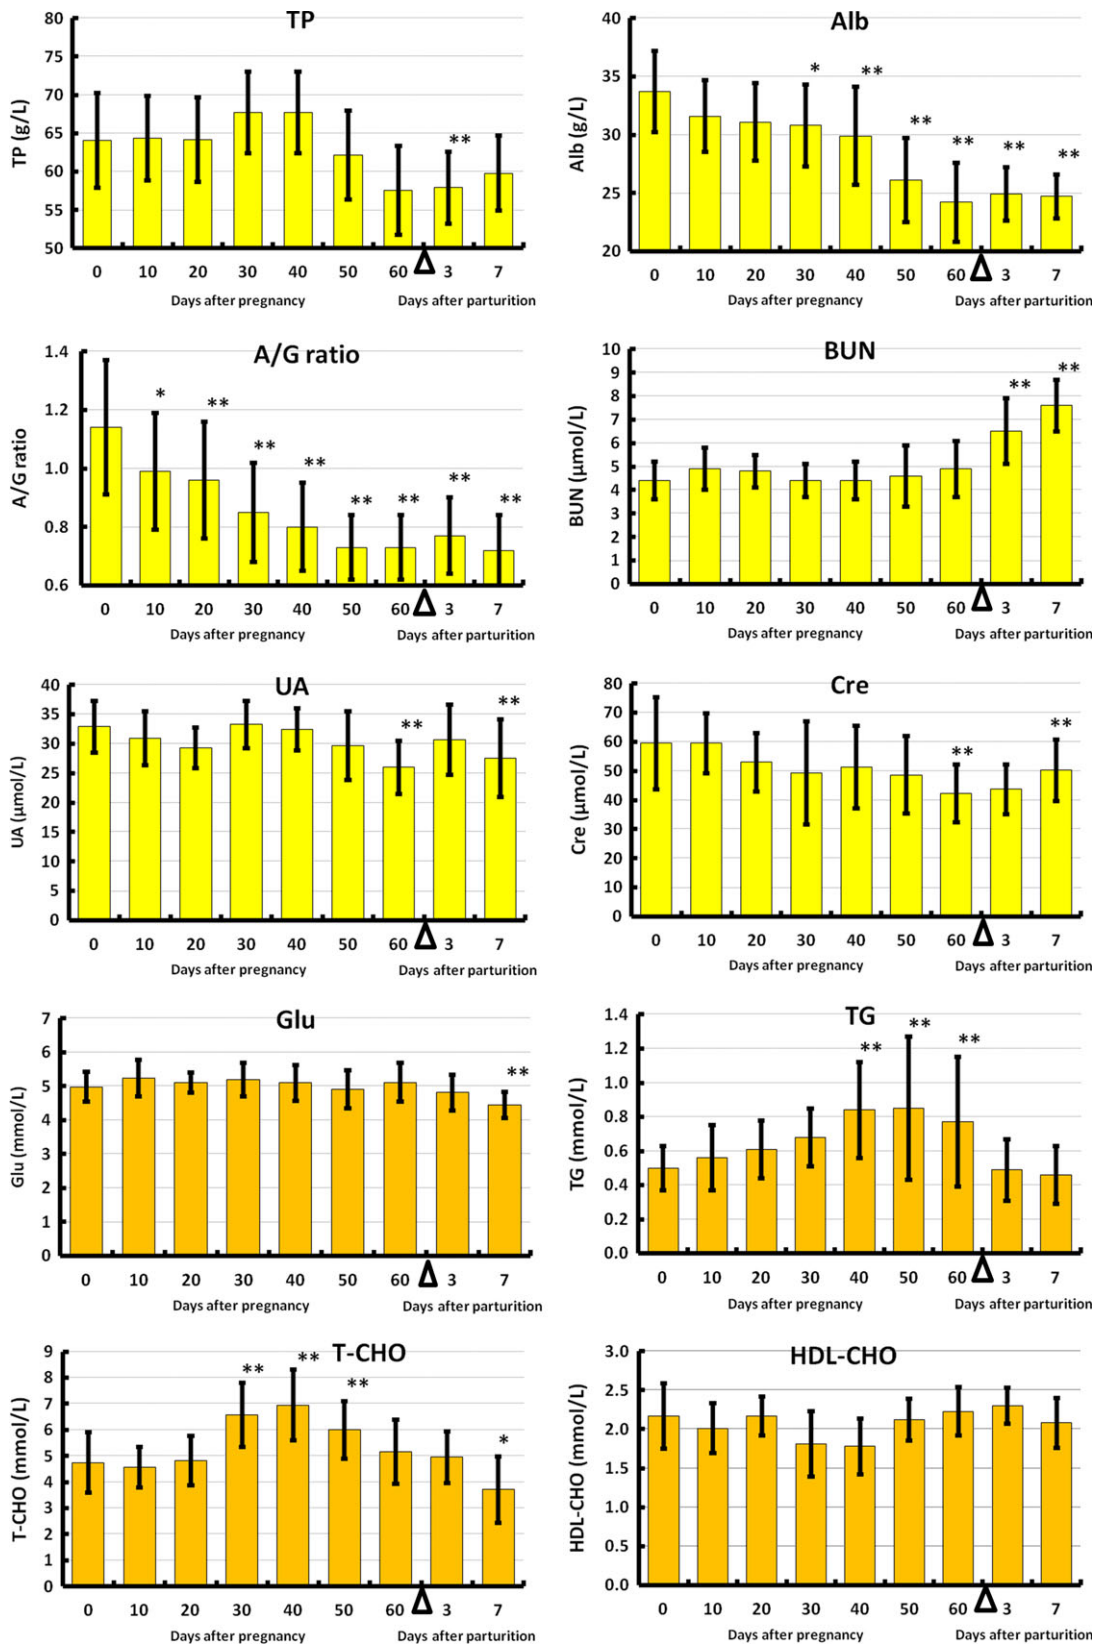 TP
TP (g/L)
80
75
70
65
60
55
50
**
0 10 20 30 40 50 60 Δ 3 7
Days after pregnancy Days after parturition
Alb
Alb (g/L)
40
35
30
25
20
* ** ** ** ** **
0 10 20 30 40 50 60 Δ 3 7
Days after pregnancy Days after parturition
A/G ratio
A/G ratio
1.4
1.2
1.0
0.8
0.6
* ** ** ** ** ** ** **
0 10 20 30 40 50 60 Δ 3 7
Days after pregnancy Days after parturition
BUN
BUN (μmol/L)
10
9
8
7
6
5
4
3
2
1
0
** **
0 10 20 30 40 50 60 Δ 3 7
Days after pregnancy Days after parturition
UA
UA (μmol/L)
40
35
30
25
20
15
10
5
0
** **
0 10 20 30 40 50 60 Δ 3 7
Days after pregnancy Days after parturition
Cre
Cre (μmol/L)
80
70
60
50
40
30
20
10
0
** **
0 10 20 30 40 50 60 Δ 3 7
Days after pregnancy Days after parturition
Glu
Glu (mmol/L)
7
6
5
4
3
2
1
0
**
0 10 20 30 40 50 60 Δ 3 7
Days after pregnancy Days after parturition
TG
TG (mmol/L)
1.4
1.2
1.0
0.8
0.6
0.4
0.2
0.0
** ** **
0 10 20 30 40 50 60 Δ 3 7
Days after pregnancy Days after parturition
T-CHO
T-CHO (mmol/L)
9
8
7
6
5
4
3
2
1
0
** ** ** *
0 10 20 30 40 50 60 Δ 3 7
Days after pregnancy Days after parturition
HDL-CHO
HDL-CHO (mmol/L)
3.0
2.5
2.0
1.5
1.0
0.5
0.0
0 10 20 30 40 50 60 Δ 3 7
Days after pregnancy Days after parturition